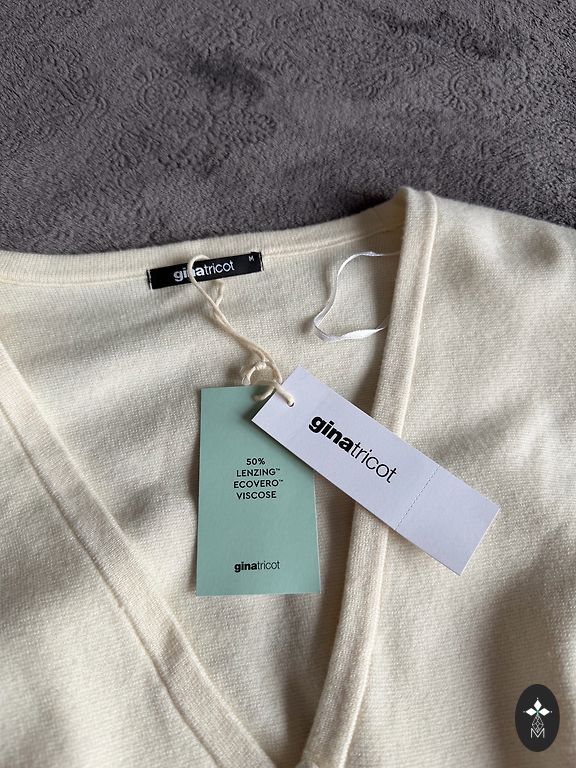 ginatricot
M
ginatricot
50%
LENZING™
ECOVERO™
VISCOSE
ginatricot
M